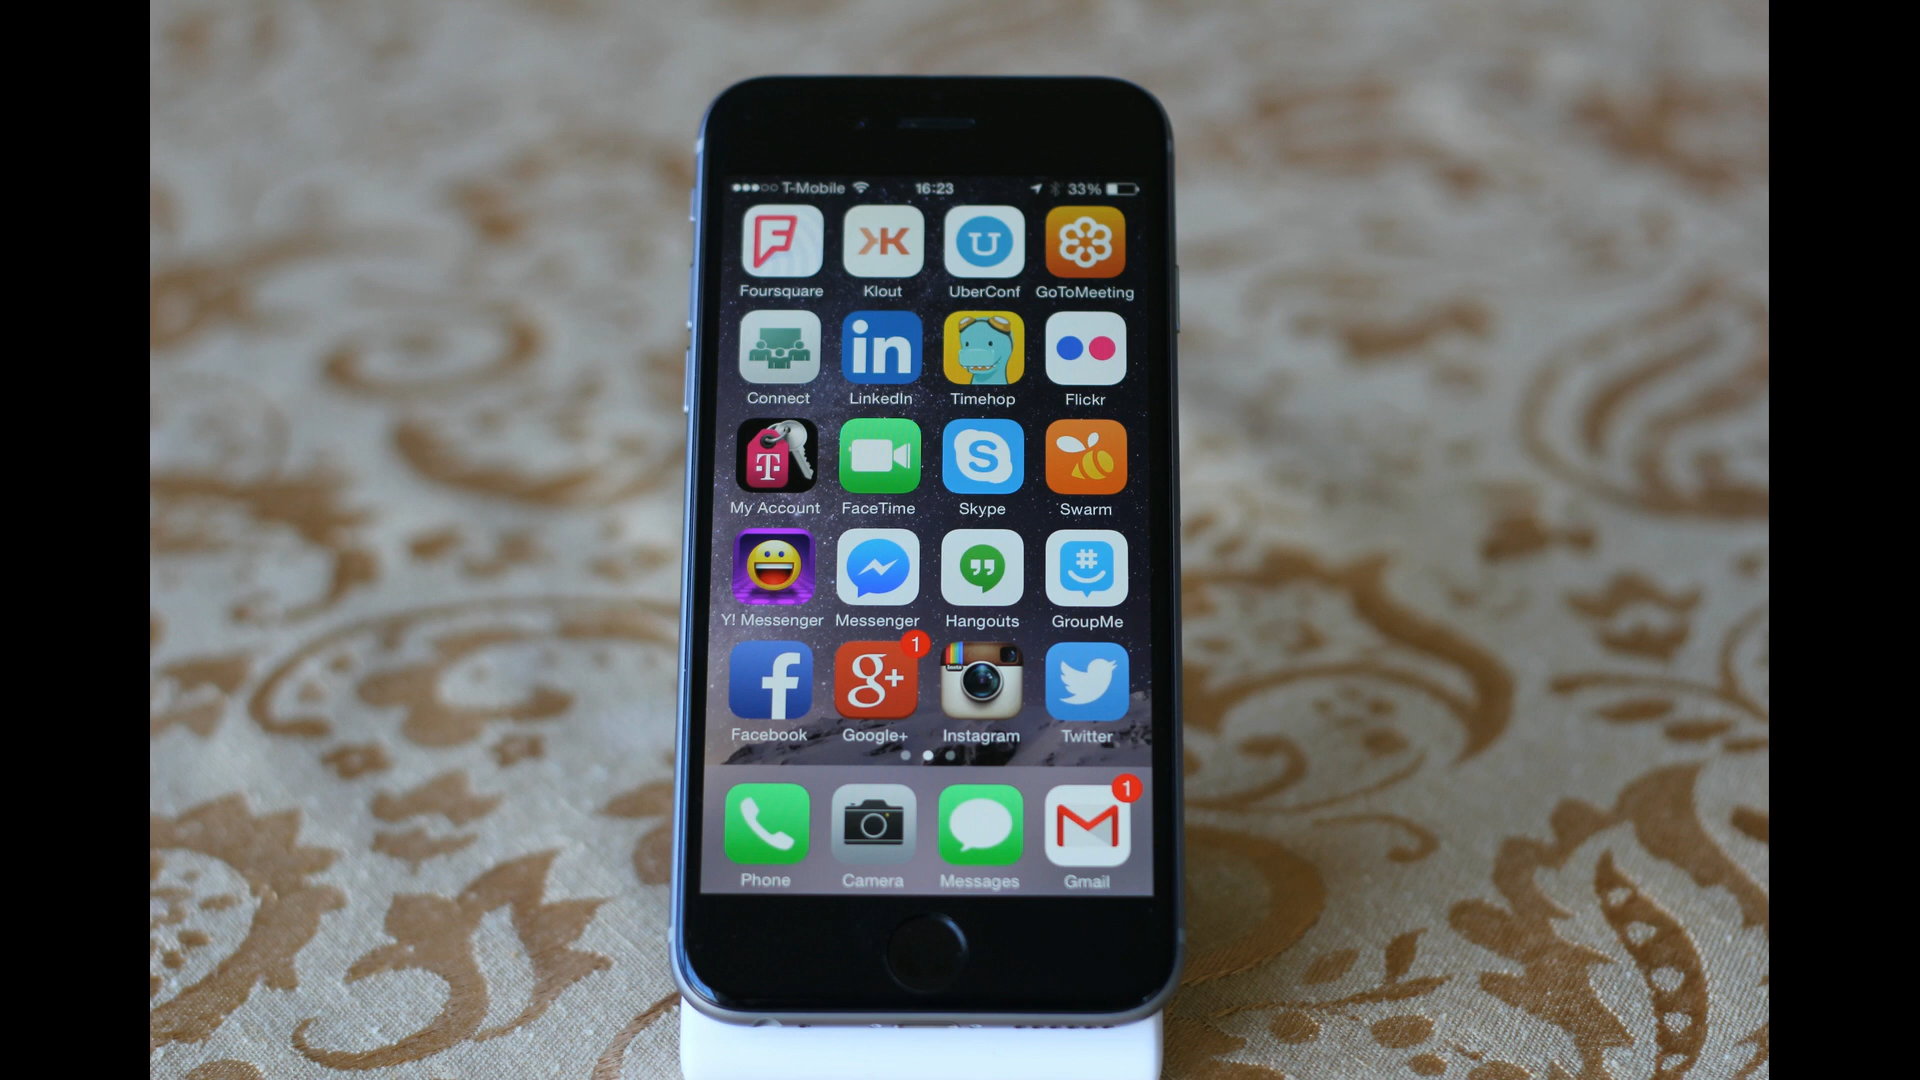 T-Mobile 16:23 33%
Foursquare Klout UberConf GoToMeeting
in
Connect LinkedIn Timehop Flickr
T S
My Account FaceTime Skype Swarm
Y! Messenger Messenger Hangouts GroupMe
f g+ 1
Facebook Google+ Instagram Twitter
1
Phone Camera Messages Gmail